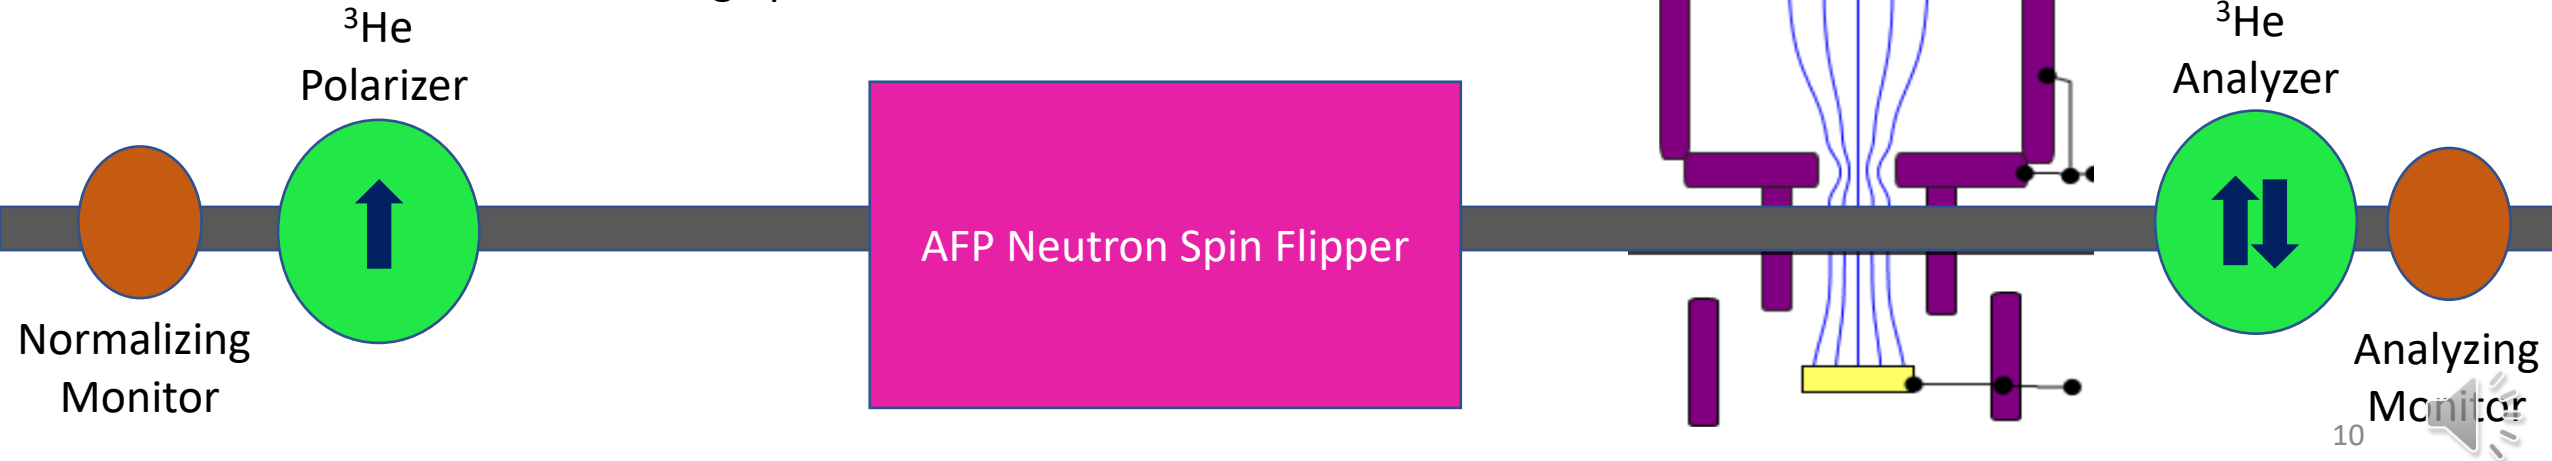 ³He
Polarizer
³He
Analyzer
AFP Neutron Spin Flipper
Normalizing
Monitor
Analyzing
Monitor
10